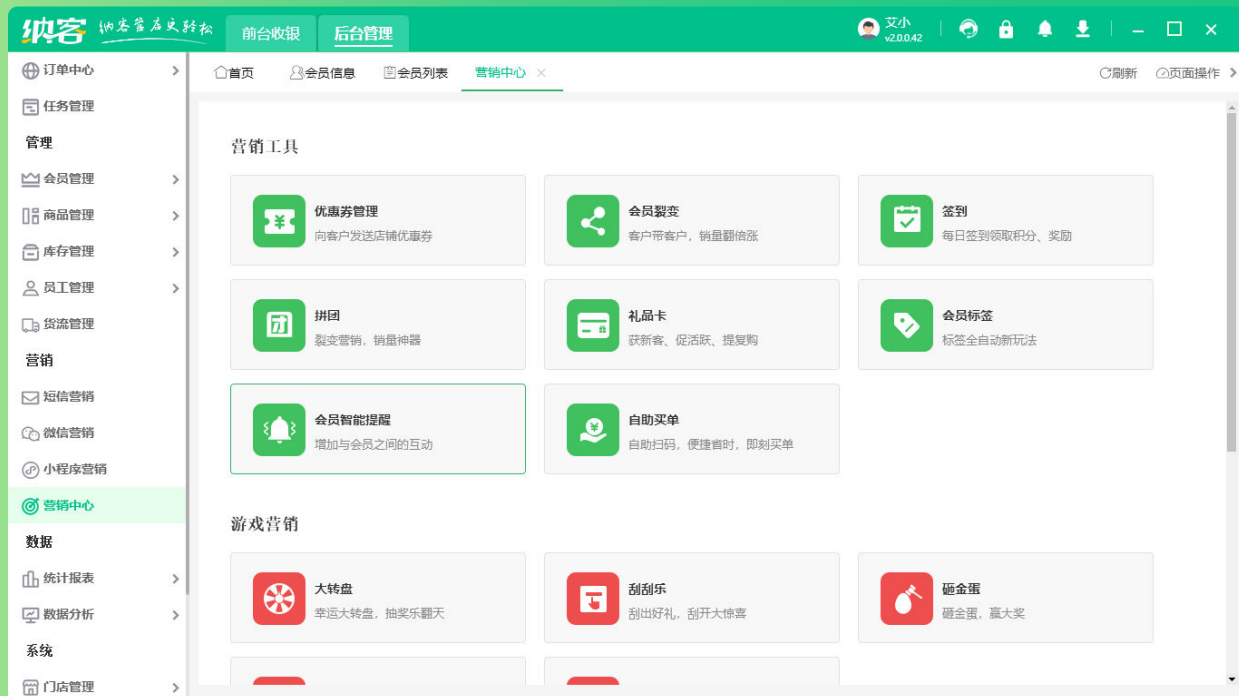 纳客 纳客管店更轻松 前台收银 后台管理 艾小
v2.0.0.42
订单中心
任务管理
管理
会员管理
商品管理
库存管理
员工管理
货流管理
营销
短信营销
微信营销
小程序营销
营销中心
数据
统计报表
数据分析
系统
门店管理
首页 会员信息 会员列表 营销中心 刷新 页面操作
营销工具
优惠券管理
向客户发送店铺优惠券
会员裂变
客户带客户，销量翻倍涨
签到
每日签到领取积分、奖励
拼团
裂变营销，销量神器
礼品卡
获新客、促活跃、提复购
会员标签
标签全自动新玩法
会员智能提醒
增加与会员之间的互动
自助买单
自助扫码，便捷省时，即刻买单
游戏营销
大转盘
幸运大转盘，抽奖乐翻天
刮刮乐
刮出好礼，刮开大惊喜
砸金蛋
砸金蛋，赢大奖